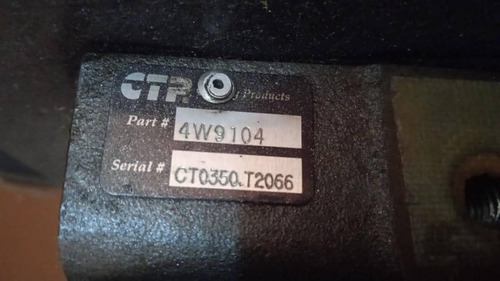 CTP
Products
Part # 4W9104
Serial # CT0350.T2066